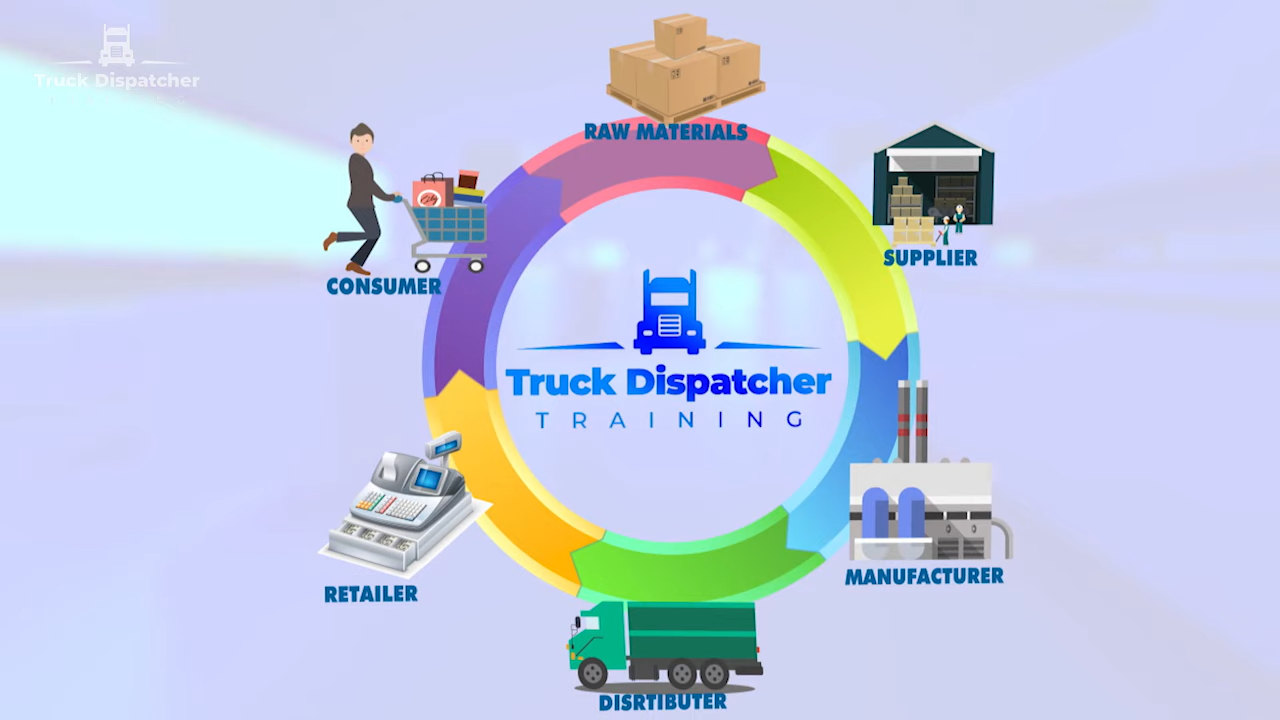 Truck Dispatcher
RAW MATERIALS
SUPPLIER
CONSUMER
Truck Dispatcher
TRAINING
MANUFACTURER
RETAILER
DISRTIBUTER